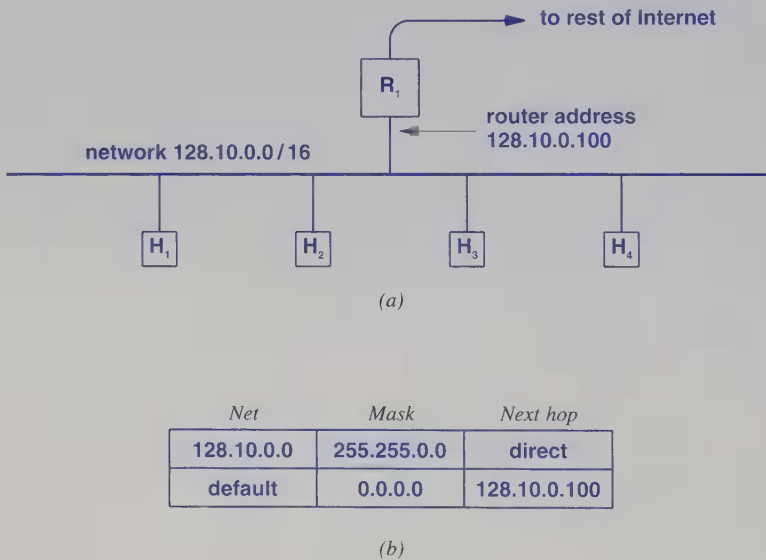 to rest of Internet
R₁
router address
128.10.0.100
network 128.10.0.0 / 16
H₁ H₂ H₃ H₄
(a)
Net Mask Next hop
128.10.0.0 255.255.0.0 direct
default 0.0.0.0 128.10.0.100
(b)